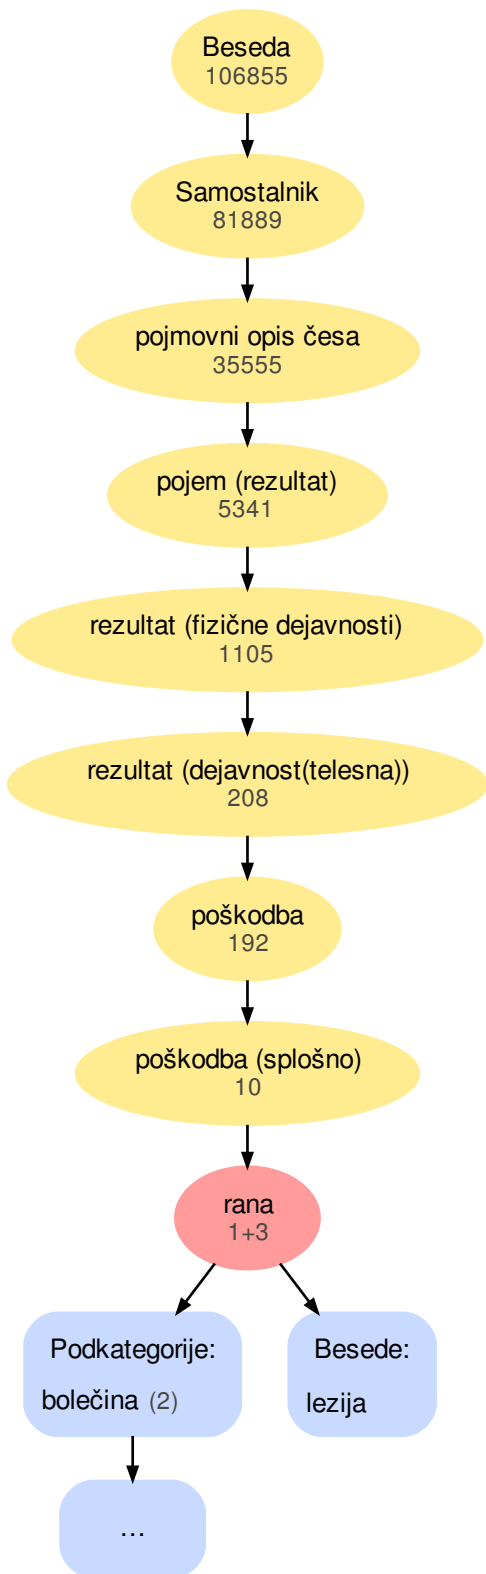 Beseda
106855
Samostalnik
81889
pojmovni opis česa
35555
pojem (rezultat)
5341
rezultat (fizične dejavnosti)
1105
rezultat (dejavnost(telesna))
208
poškodba
192
poškodba (splošno)
10
rana
1+3
Podkategorije:
bolečina (2)
Besede:
lezija
...